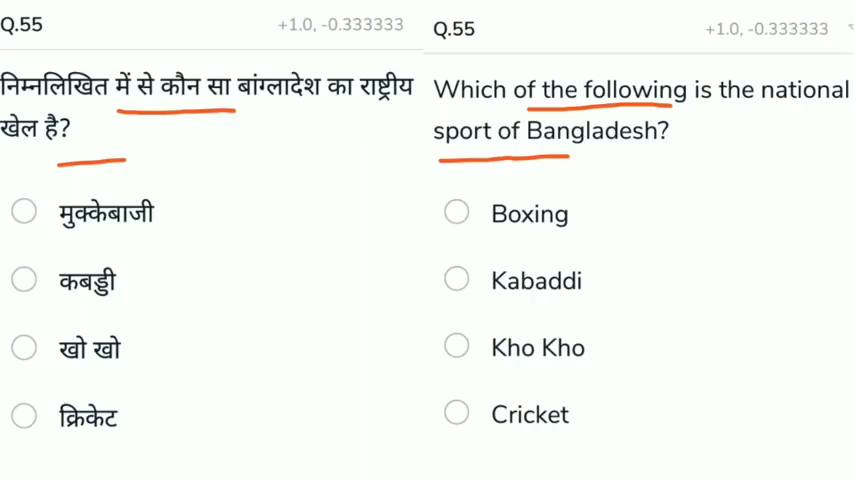 Q.55
+1.0, -0.333333
निम्नलिखित में से कौन सा बांग्लादेश का राष्ट्रीय
खेल है?
मुक्केबाजी
कबड्डी
खो खो
क्रिकेट
Q.55
+1.0, -0.333333
Which of the following is the national
sport of Bangladesh?
Boxing
Kabaddi
Kho Kho
Cricket